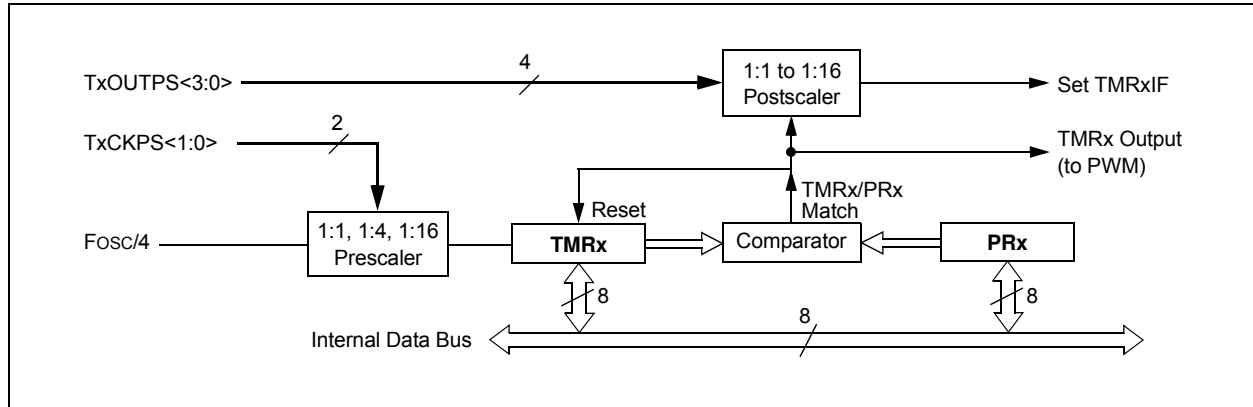 TxOUTPS<3:0>
4
1:1 to 1:16
Postscaler
Set TMRxIF
TxCKPS<1:0>
2
TMRx Output
(to PWM)
TMRx/PRx
Match
Reset
FOSC/4
1:1, 1:4, 1:16
Prescaler
TMRx
Comparator
PRx
8
8
8
Internal Data Bus